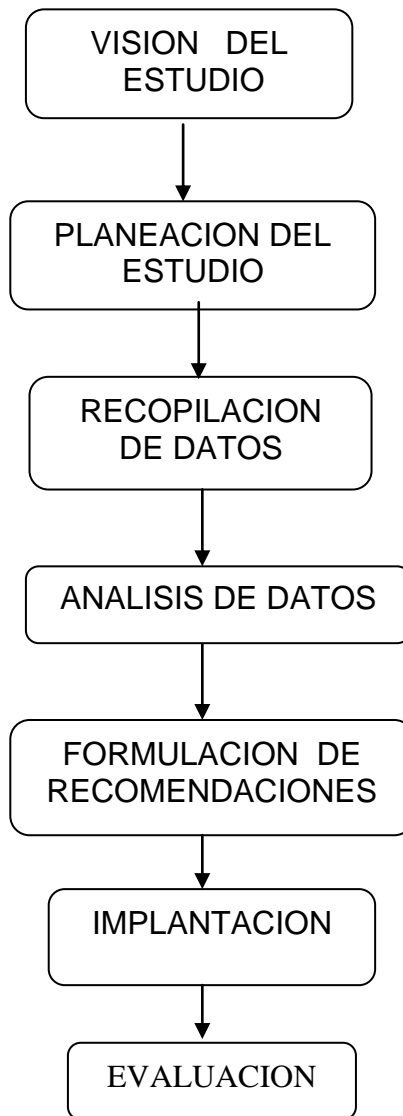 VISION DEL
ESTUDIO
PLANEACION DEL
ESTUDIO
RECOPILACION
DE DATOS
ANALISIS DE DATOS
FORMULACION DE
RECOMENDACIONES
IMPLANTACION
EVALUACION